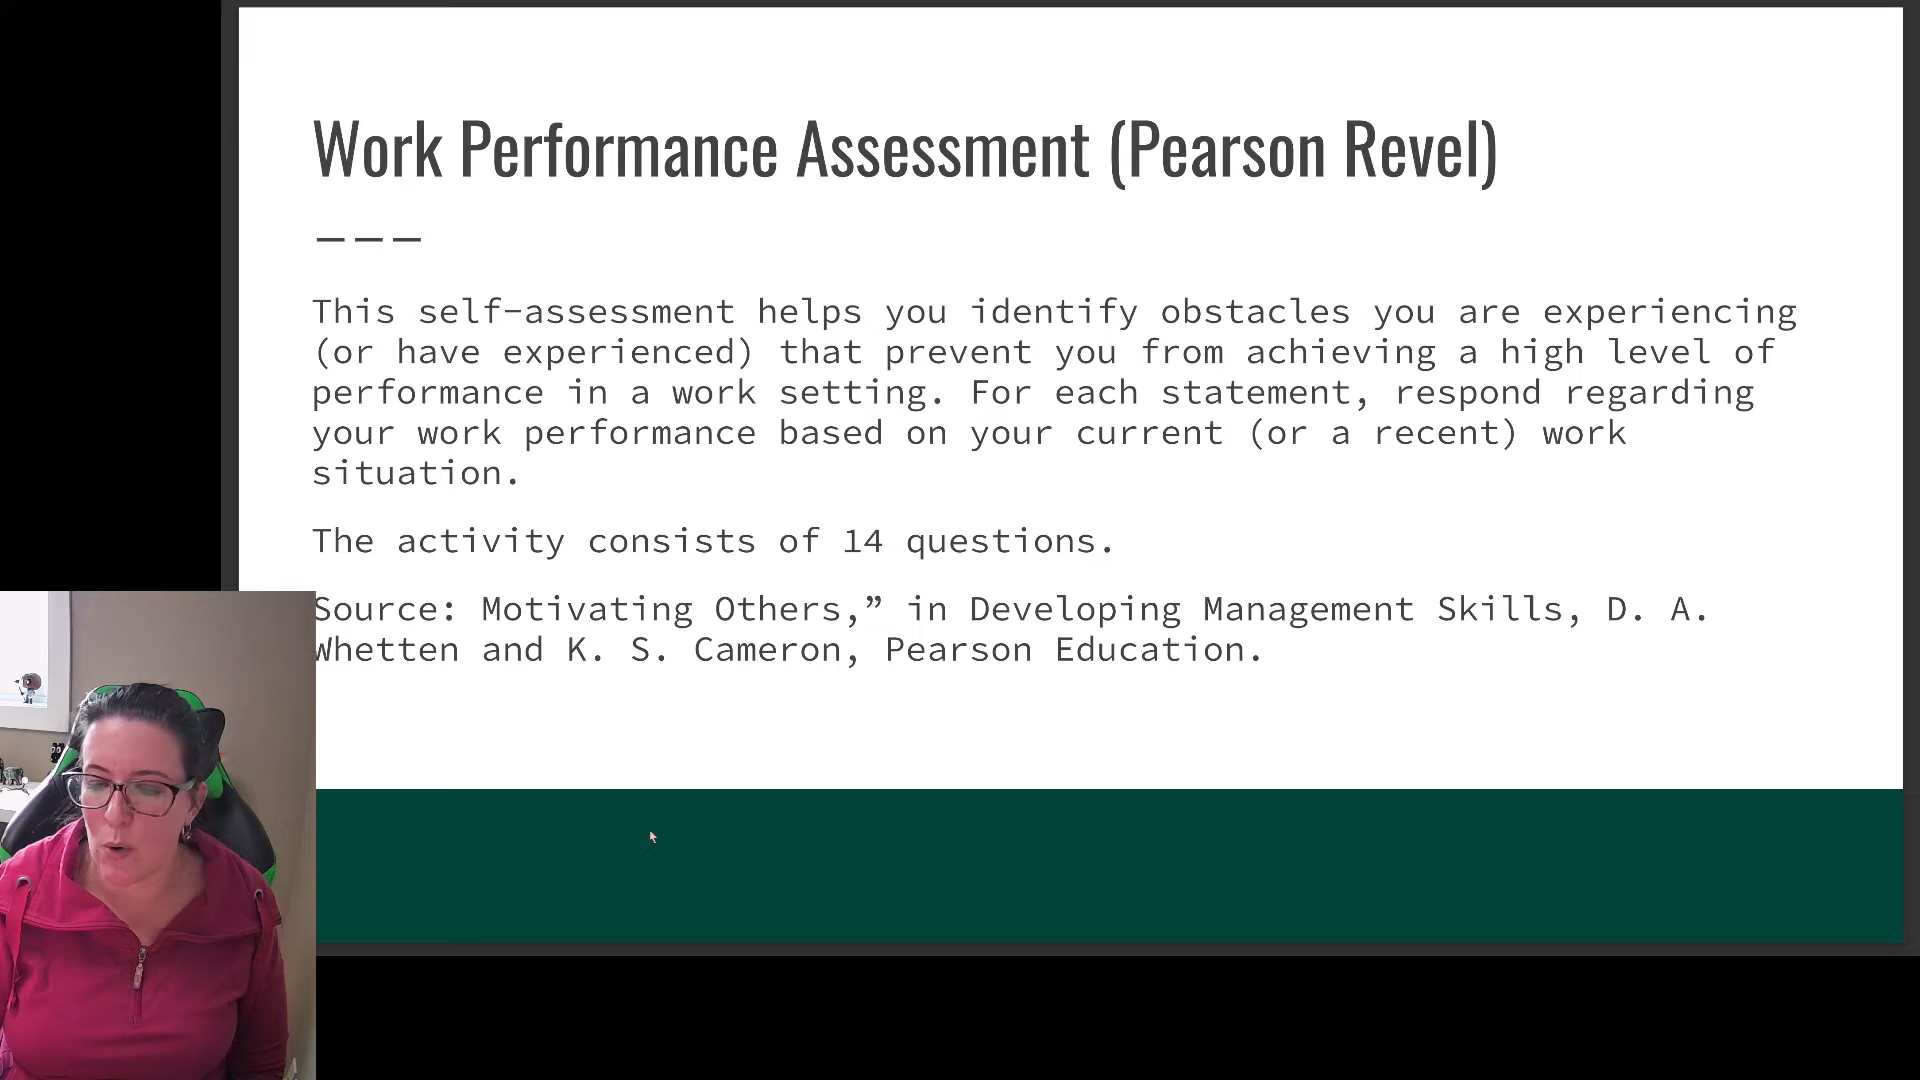 Work Performance Assessment (Pearson Revel)
This self-assessment helps you identify obstacles you are experiencing
(or have experienced) that prevent you from achieving a high level of
performance in a work setting. For each statement, respond regarding
your work performance based on your current (or a recent) work
situation.
The activity consists of 14 questions.
Source: Motivating Others,” in Developing Management Skills, D. A.
Whetten and K. S. Cameron, Pearson Education.